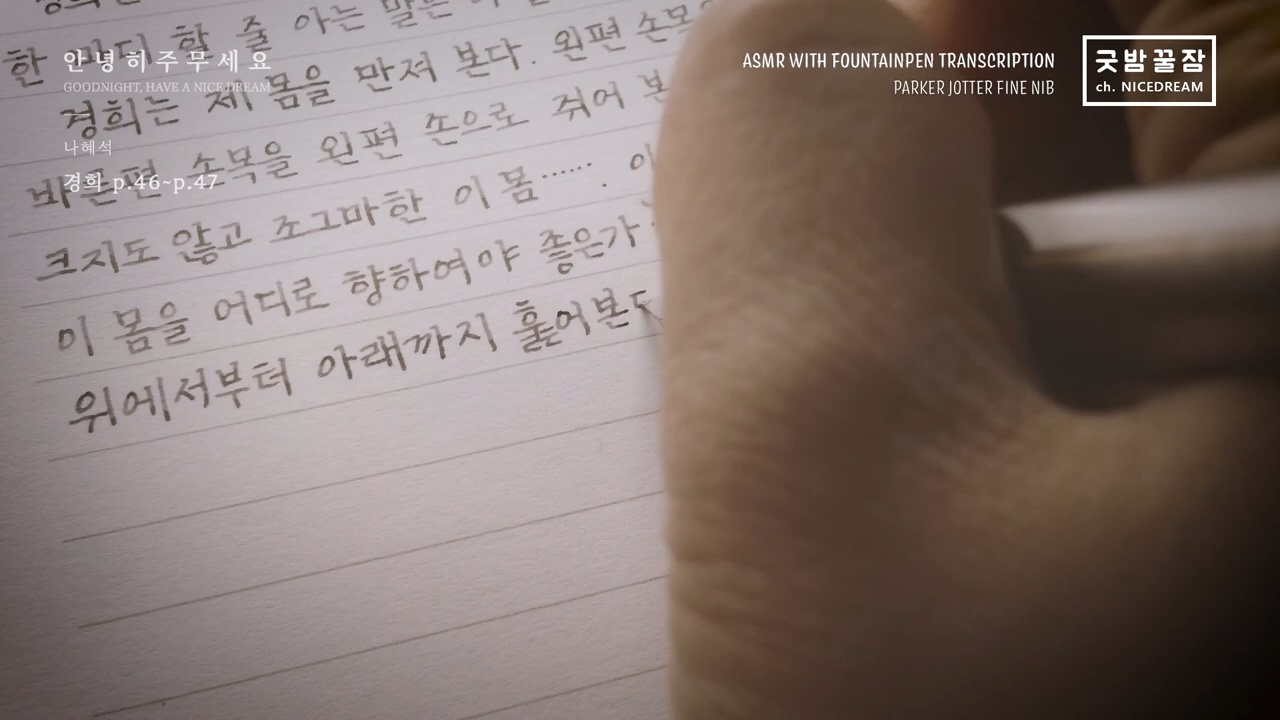 안녕히주무세요
GOODNIGHT, HAVE A NICE DREAM
나혜석
경희 p.46~p.47
ASMR WITH FOUNTAINPEN TRANSCRIPTION
PARKER JOTTER FINE NIB
굿밤꿀잠
ch. NICEDREAM
한 마디 할 줄 아는 말은
경희는 제 몸을 만져 본다. 왼편 손목
바른편 손목을 왼편 손으로 쥐어 보
크지도 않고 조그마한 이 몸……. 이
이 몸을 어디로 향하여야 좋은가
위에서부터 아래까지 훑어본다